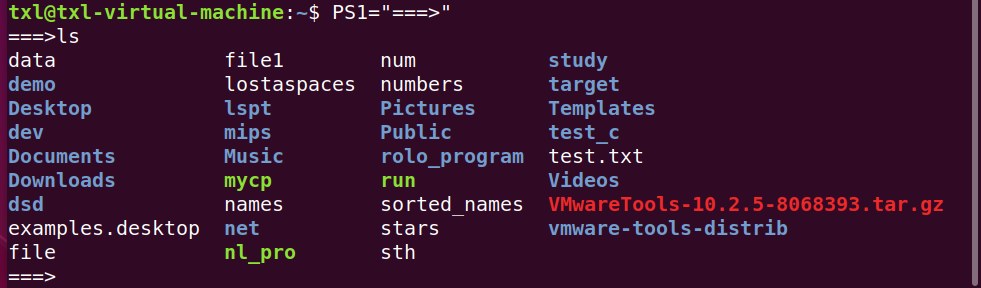 txl@txl-virtual-machine:~$ PS1="===>"
===>ls
data file1 num study
demo lostaspaces numbers target
Desktop lspt Pictures Templates
dev mips Public test_c
Documents Music rolo_program test.txt
Downloads mycp run Videos
dsd names sorted_names VMwareTools-10.2.5-8068393.tar.gz
examples.desktop net stars vmware-tools-distrib
file nl_pro sth
===>